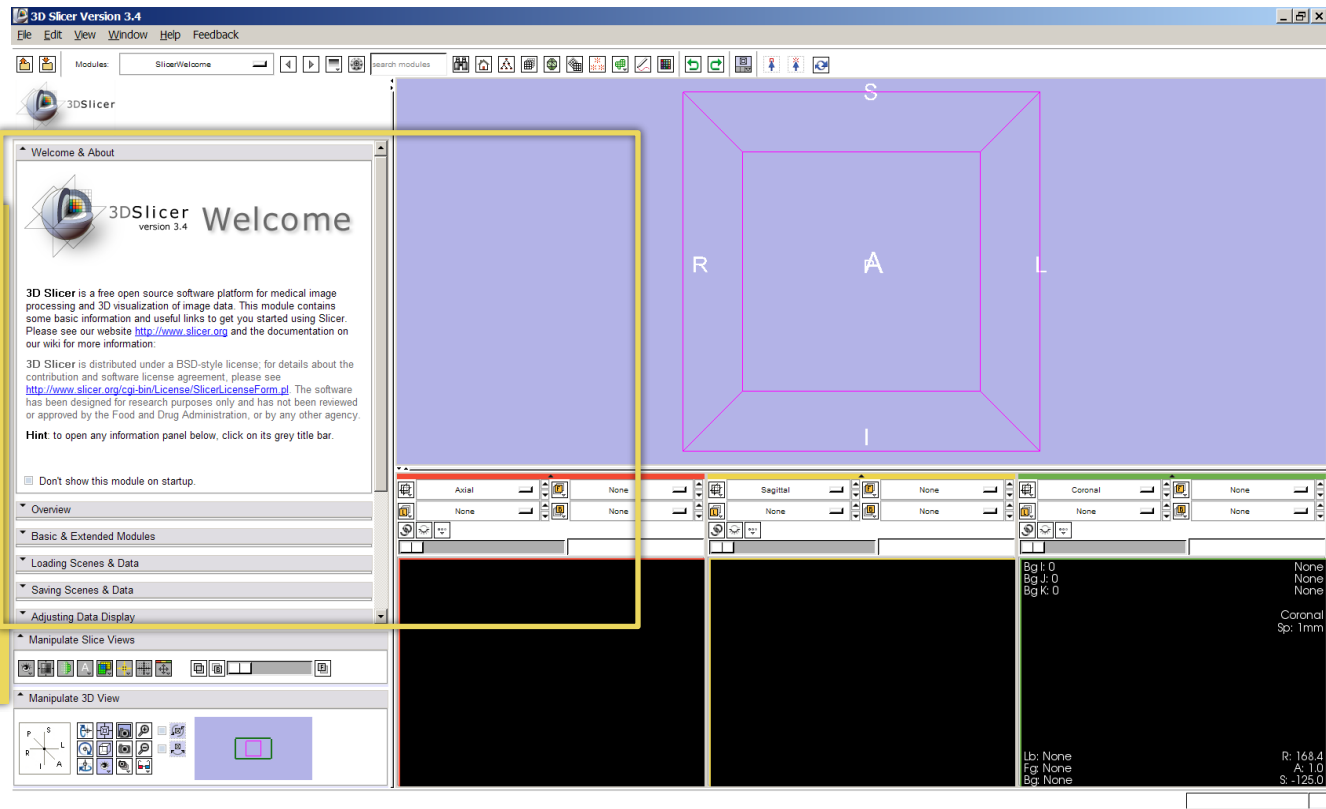 3D Slicer Version 3.4
File Edit View Window Help Feedback
Modules: SlicerWelcome search modules
3DSlicer
Welcome & About
3DSlicer Welcome
version 3.4
3D Slicer is a free open source software platform for medical image
processing and 3D visualization of image data. This module contains
some basic information and useful links to get you started using Slicer.
Please see our website http://www.slicer.org and the documentation on
our wiki for more information:
3D Slicer is distributed under a BSD-style license; for details about the
contribution and software license agreement, please see
http://www.slicer.org/cgi-bin/License/SlicerLicenseForm.pl. The software
has been designed for research purposes only and has not been reviewed
or approved by the Food and Drug Administration, or by any other agency.
Hint: to open any information panel below, click on its grey title bar.
Don't show this module on startup.
Overview
Basic & Extended Modules
Loading Scenes & Data
Saving Scenes & Data
Adjusting Data Display
Manipulate Slice Views
Manipulate 3D View
P S
R L
I A
S
R A L
P
I
Axial None Sagittal None Coronal None
None None None None None None
Bg I: 0 None
Bg J: 0 None
Bg K: 0 None
Coronal
Sp: 1mm
Lb: None R: 168.4
Fg: None A: 1.0
Bg: None S: -125.0